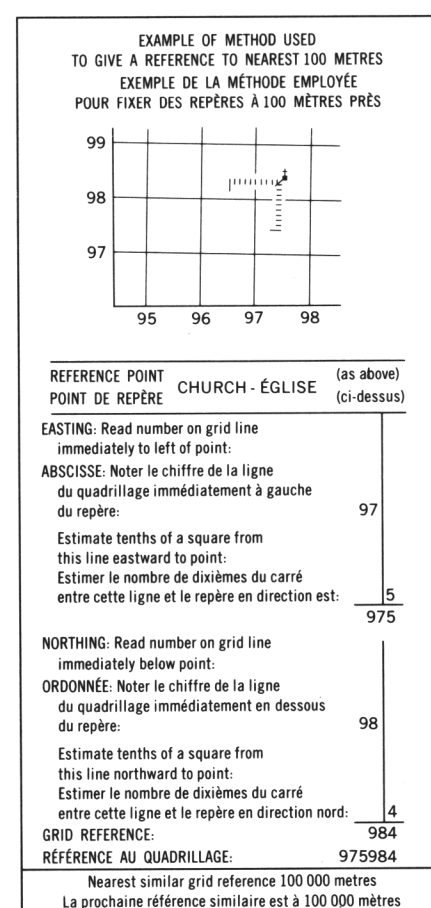 EXAMPLE OF METHOD USED
TO GIVE A REFERENCE TO NEAREST 100 METRES
EXEMPLE DE LA MÉTHODE EMPLOYÉE
POUR FIXER DES REPÈRES À 100 MÈTRES PRÈS
99
98
97
95 96 97 98
REFERENCE POINT
POINT DE REPÈRE
CHURCH - ÉGLISE
(as above)
(ci-dessus)
EASTING: Read number on grid line
immediately to left of point:
ABSCISSE: Noter le chiffre de la ligne
du quadrillage immédiatement à gauche
du repère: 97
Estimate tenths of a square from
this line eastward to point:
Estimer le nombre de dixièmes du carré
entre cette ligne et le repère en direction est: 5
975
NORTHING: Read number on grid line
immediately below point:
ORDONNÉE: Noter le chiffre de la ligne
du quadrillage immédiatement en dessous
du repère: 98
Estimate tenths of a square from
this line northward to point:
Estimer le nombre de dixièmes du carré
entre cette ligne et le repère en direction nord: 4
GRID REFERENCE: 984
RÉFÉRENCE AU QUADRILLAGE: 975984
Nearest similar grid reference 100 000 metres
La prochaine référence similaire est à 100 000 mètres